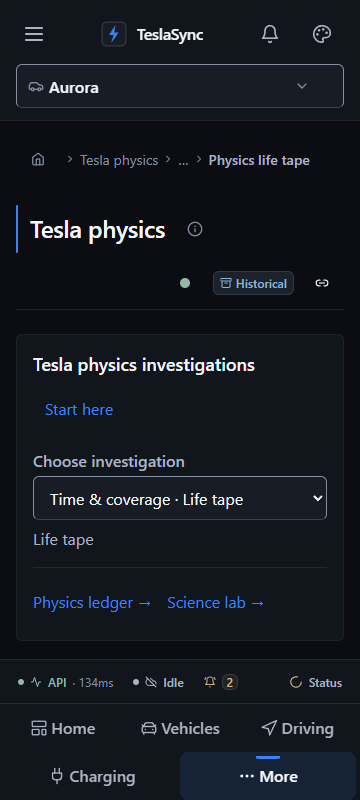 TeslaSync
Aurora
Tesla physics ... Physics life tape
Tesla physics
Historical
Tesla physics investigations
Start here
Choose investigation
Time & coverage · Life tape
Life tape
Physics ledger → Science lab →
API · 134ms Idle 2 Status
Home Vehicles Driving
Charging ··· More